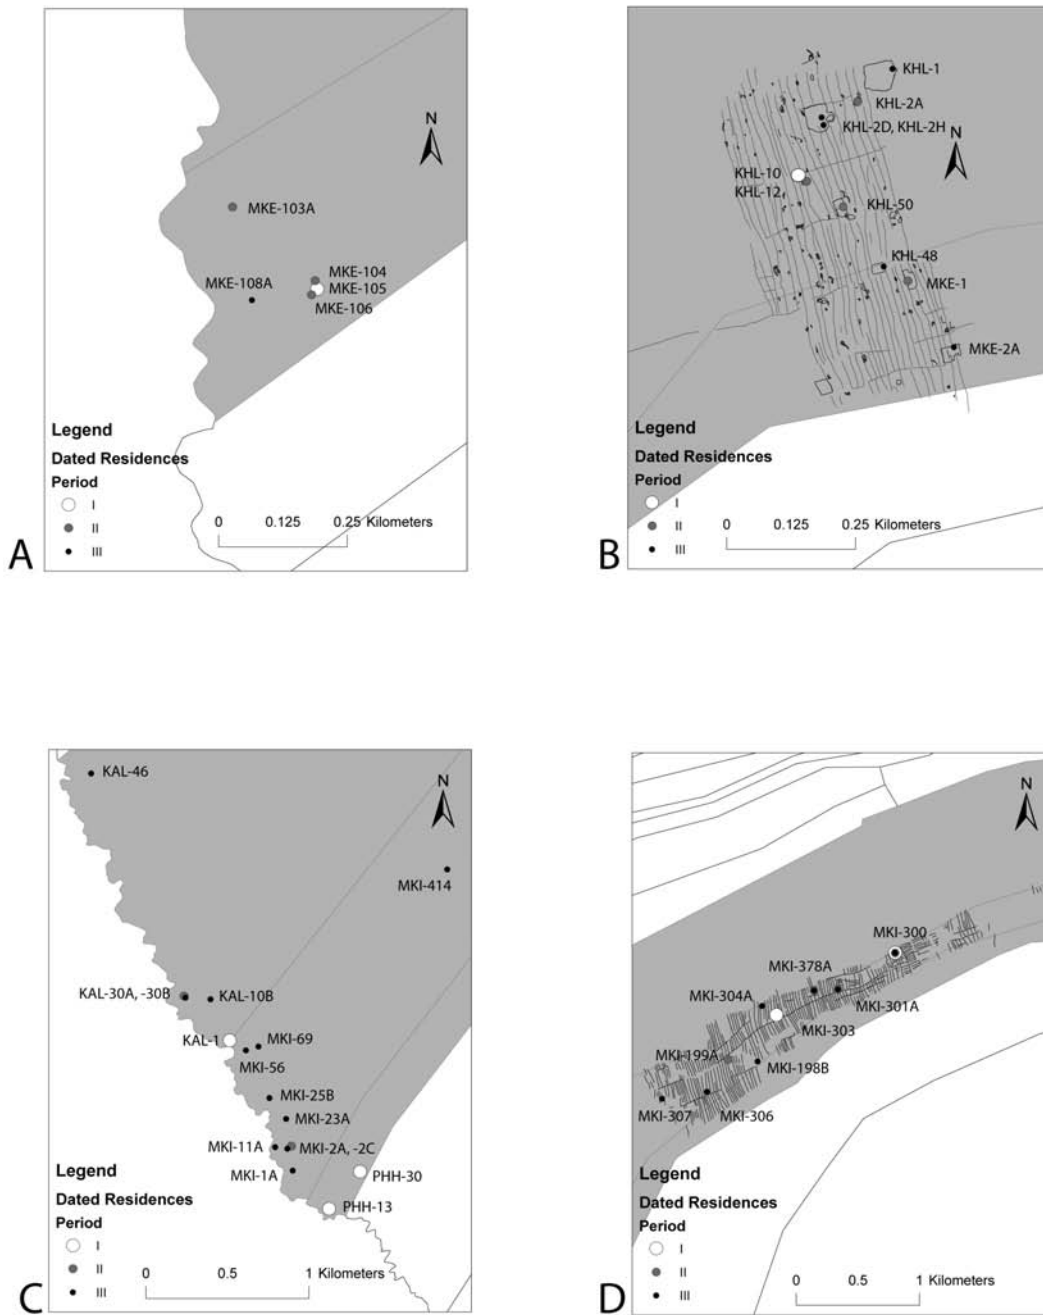 N
MKE-103A
MKE-104
MKE-108A
MKE-105
MKE-106
Legend
Dated Residences
Period
I
II
III
0 0.125 0.25 Kilometers
A
KHL-1
KHL-2A
KHL-2D, KHL-2H
N
KHL-10
KHL-12
KHL-50
KHL-48
MKE-1
MKE-2A
Legend
Dated Residences
Period
I
II
III
0 0.125 0.25 Kilometers
B
KAL-46
N
MKI-414
KAL-30A, -30B
KAL-10B
KAL-1
MKI-69
MKI-56
MKI-25B
MKI-23A
MKI-11A
MKI-2A, -2C
MKI-1A
PHH-30
PHH-13
Legend
Dated Residences
Period
I
II
III
0 0.5 1 Kilometers
C
N
MKI-300
MKI-378A
MKI-304A
MKI-301A
MKI-303
MKI-199A
MKI-198B
MKI-307
MKI-306
Legend
Dated Residences
Period
I
II
III
0 0.5 1 Kilometers
D